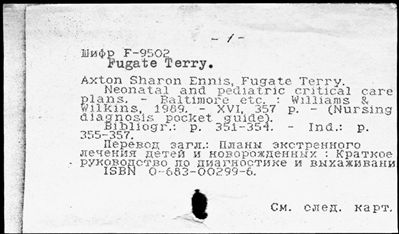 - 1 -
Шифр F-9502
Fugate Terry.
Axton Sharon Ennis, Fugate Terry.
Neonatal and pediatric critical care
plans. - Baltimore etc. : Williams &
Wilkins, 1989. - XVI, 357 p. - (Nursing
diagnosis pocket guide).
Bibliogr.: p. 351-354. - Ind.: p.
355-357.
Перевод загл.: Планы экстренного
лечения детей и новорожденных : Краткое
руководство по диагностике и выхаживани
ISBN 0-683-00299-6.
См. след. карт.